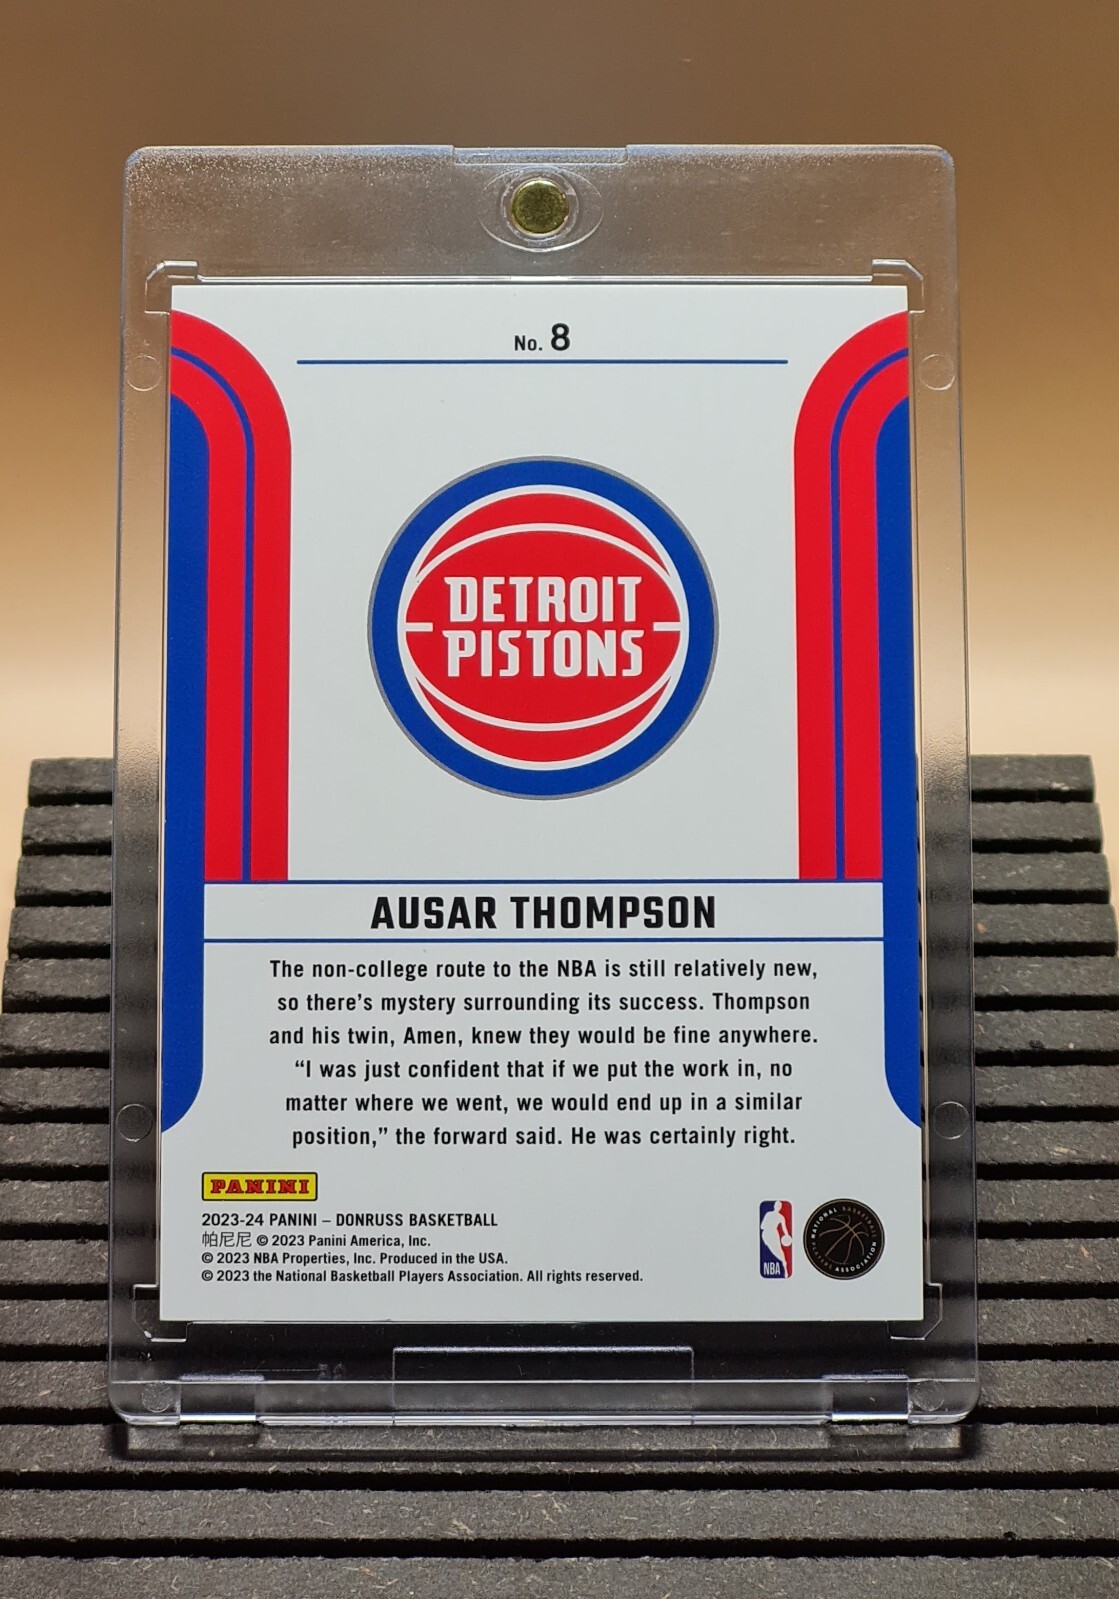 No. 8
DETROIT
PISTONS
AUSAR THOMPSON
The non-college route to the NBA is still relatively new,
so there's mystery surrounding its success. Thompson
and his twin, Amen, knew they would be fine anywhere.
“I was just confident that if we put the work in, no
matter where we went, we would end up in a similar
position,” the forward said. He was certainly right.
PANINI
2023-24 PANINI – DONRUSS BASKETBALL
帕尼尼 © 2023 Panini America, Inc.
© 2023 NBA Properties, Inc. Produced in the USA.
© 2023 the National Basketball Players Association. All rights reserved.
NBA
NATIONAL BASKETBALL PLAYERS ASSOCIATION